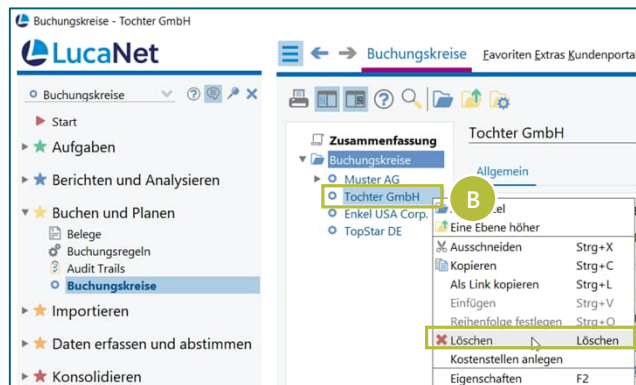 Buchungskreise - Tochter GmbH
LucaNet
Buchungskreise Favoriten Extras Kundenportal
Buchungskreise
Start
Aufgaben
Berichten und Analysieren
Buchen und Planen
Belege
Buchungsregeln
Audit Trails
Buchungskreise
Importieren
Daten erfassen und abstimmen
Konsolidieren
Zusammenfassung
Buchungskreise
Muster AG
Tochter GmbH
Enkel USA Corp.
TopStar DE
Tochter GmbH
Allgemein
B
Eine Ebene höher
Ausschneiden Strg+X
Kopieren Strg+C
Als Link kopieren Strg+L
Einfügen Strg+V
Reihenfolge festlegen Strg+O
Löschen Löschen
Kostenstellen anlegen
Eigenschaften F2